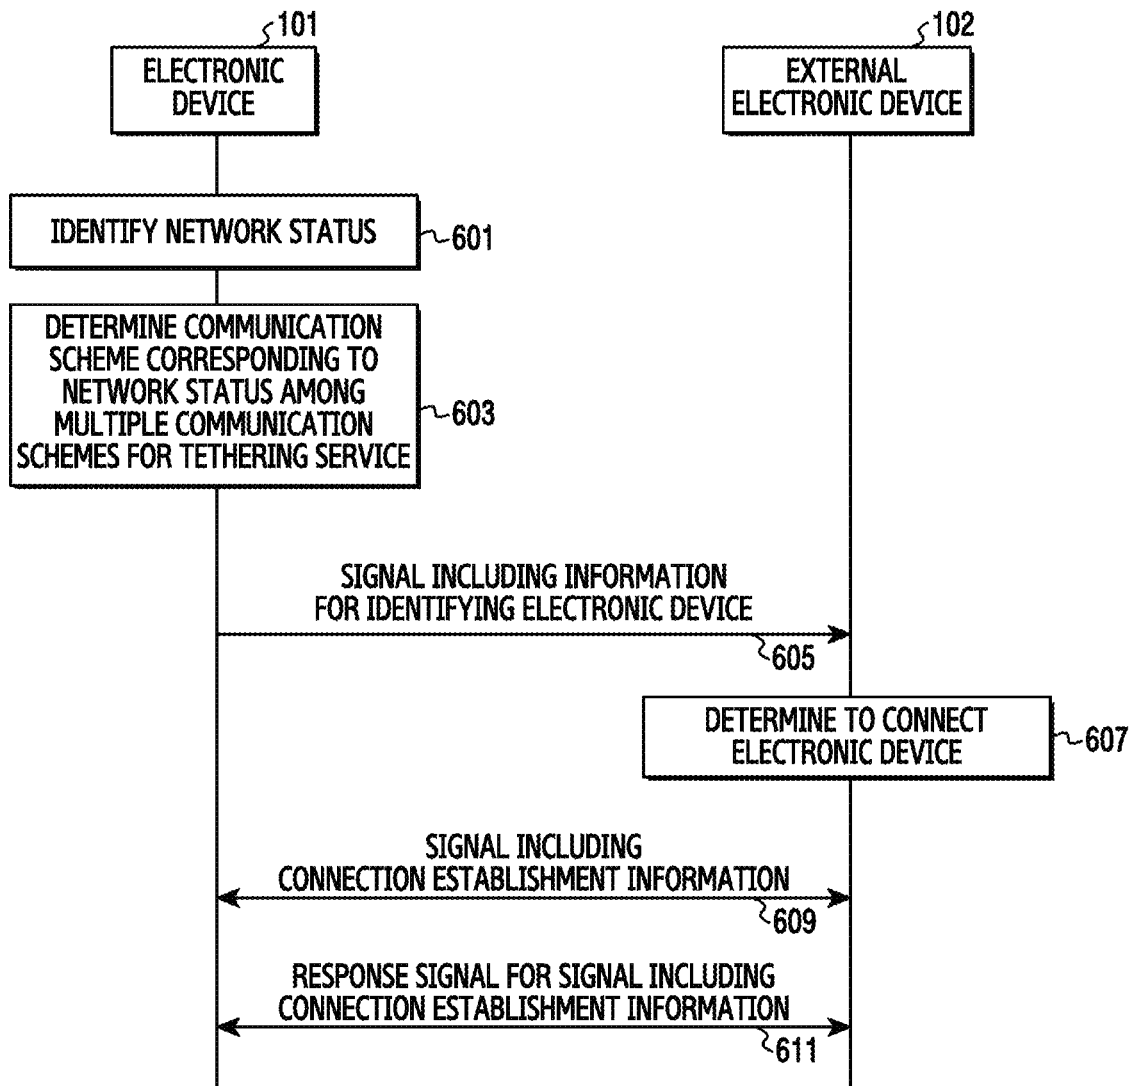 101
ELECTRONIC
DEVICE
102
EXTERNAL
ELECTRONIC DEVICE
IDENTIFY NETWORK STATUS
601
DETERMINE COMMUNICATION
SCHEME CORRESPONDING TO
NETWORK STATUS AMONG
MULTIPLE COMMUNICATION
SCHEMES FOR TETHERING SERVICE
603
SIGNAL INCLUDING INFORMATION
FOR IDENTIFYING ELECTRONIC DEVICE
605
DETERMINE TO CONNECT
ELECTRONIC DEVICE
607
SIGNAL INCLUDING
CONNECTION ESTABLISHMENT INFORMATION
609
RESPONSE SIGNAL FOR SIGNAL INCLUDING
CONNECTION ESTABLISHMENT INFORMATION
611